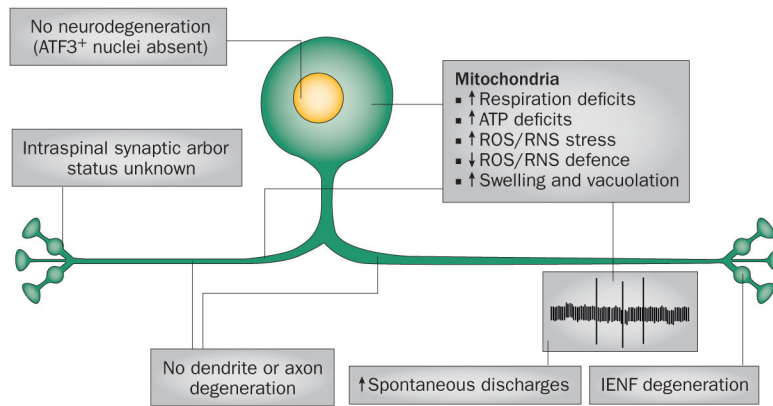 No neurodegeneration
(ATF3⁺ nuclei absent)
Mitochondria
▪ ↑Respiration deficits
▪ ↑ATP deficits
▪ ↑ROS/RNS stress
▪ ↓ROS/RNS defence
▪ ↑Swelling and vacuolation
Intraspinal synaptic arbor
status unknown
No dendrite or axon
degeneration
↑Spontaneous discharges
IENF degeneration